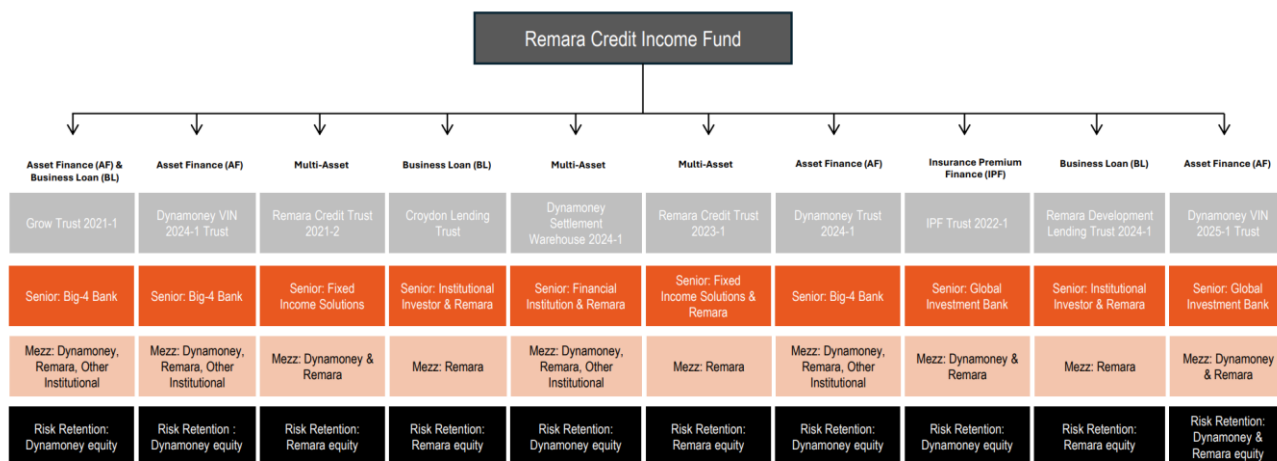 Remara Credit Income Fund
Asset Finance (AF) &
Business Loan (BL)
Asset Finance (AF)
Multi-Asset
Business Loan (BL)
Multi-Asset
Multi-Asset
Asset Finance (AF)
Insurance Premium
Finance (IPF)
Business Loan (BL)
Asset Finance (AF)
Grow Trust 2021-1
Dynamoney VIN
2024-1 Trust
Remara Credit Trust
2021-2
Croydon Lending
Trust
Dynamoney
Settlement
Warehouse 2024-1
Remara Credit Trust
2023-1
Dynamoney Trust
2024-1
IPF Trust 2022-1
Remara Development
Lending Trust 2024-1
Dynamoney VIN
2025-1 Trust
Senior: Big-4 Bank
Senior: Big-4 Bank
Senior: Fixed
Income Solutions
Senior: Institutional
Investor & Remara
Senior: Financial
Institution & Remara
Senior: Fixed
Income Solutions &
Remara
Senior: Big-4 Bank
Senior: Global
Investment Bank
Senior: Institutional
Investor & Remara
Senior: Global
Investment Bank
Mezz: Dynamoney,
Remara, Other
Institutional
Mezz: Dynamoney,
Remara, Other
Institutional
Mezz: Dynamoney &
Remara
Mezz: Remara
Mezz: Dynamoney,
Remara, Other
Institutional
Mezz: Remara
Mezz: Dynamoney,
Remara, Other
Institutional
Mezz: Dynamoney &
Remara
Mezz: Remara
Mezz: Dynamoney
& Remara
Risk Retention:
Dynamoney equity
Risk Retention :
Dynamoney equity
Risk Retention:
Remara equity
Risk Retention:
Remara equity
Risk Retention:
Dynamoney equity
Risk Retention:
Remara equity
Risk Retention:
Dynamoney equity
Risk Retention:
Dynamoney equity
Risk Retention:
Remara equity
Risk Retention:
Dynamoney &
Remara equity